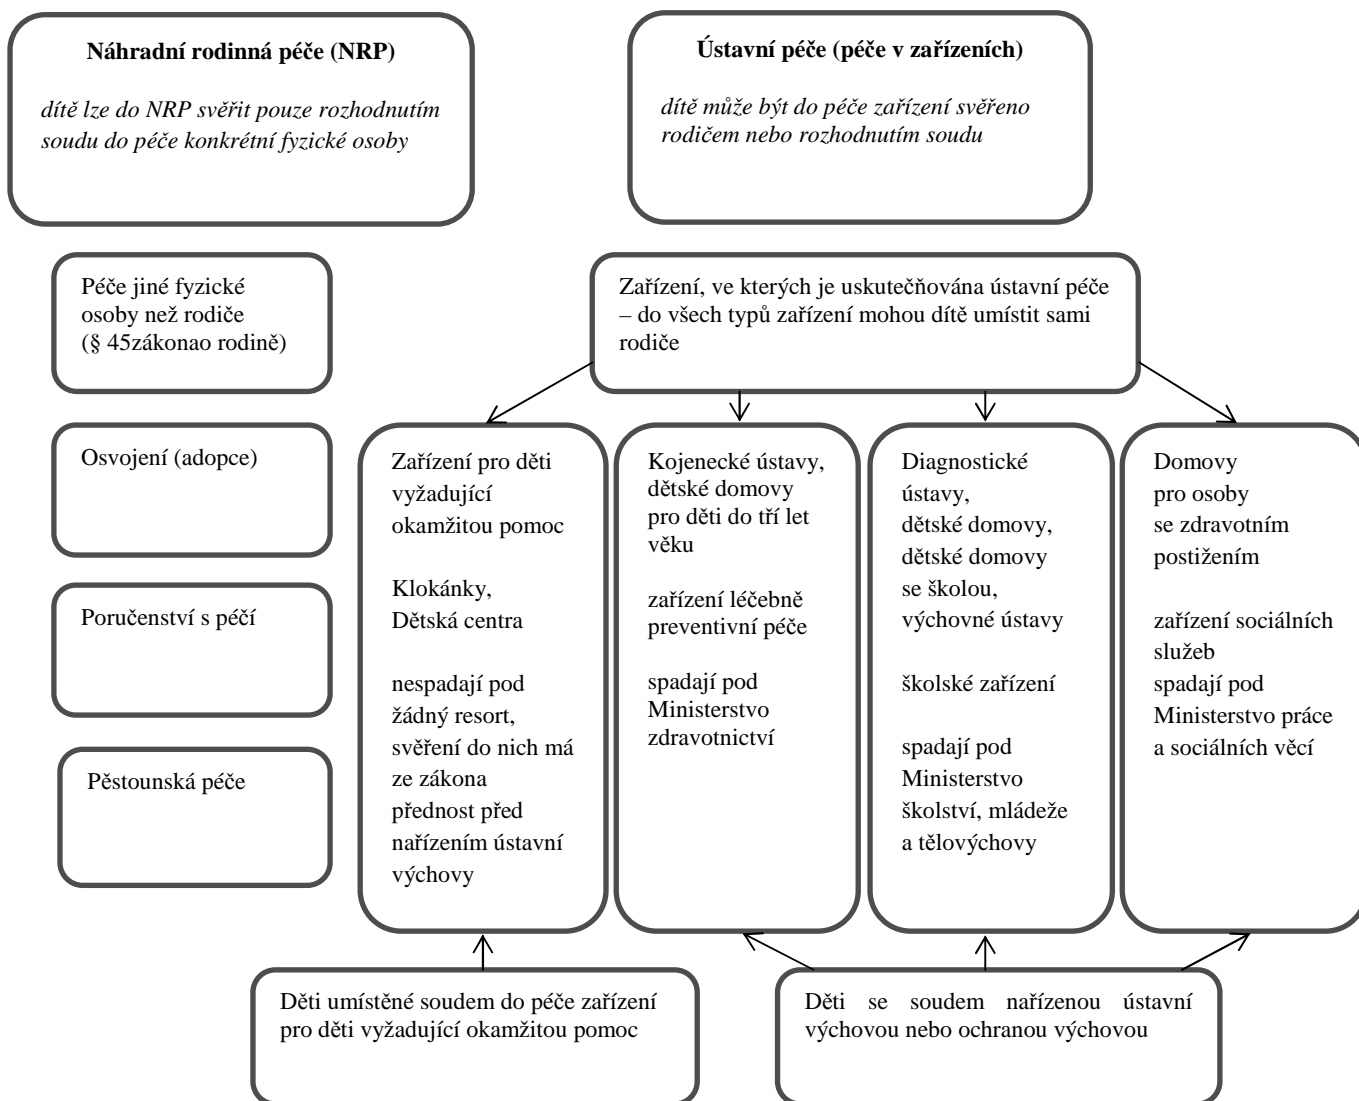 Náhradní rodinná péče (NRP)
dítě lze do NRP svěřit pouze rozhodnutím
soudu do péče konkrétní fyzické osoby
Ústavní péče (péče v zařízeních)
dítě může být do péče zařízení svěřeno
rodičem nebo rozhodnutím soudu
Péče jiné fyzické
osoby než rodiče
(§ 45zákonao rodině)
Zařízení, ve kterých je uskutečňována ústavní péče
– do všech typů zařízení mohou dítě umístit sami
rodiče
Osvojení (adopce)
Poručenství s péčí
Pěstounská péče
Zařízení pro děti
vyžadující
okamžitou pomoc
Klokánky,
Dětská centra
nespadají pod
žádný resort,
svěření do nich má
ze zákona
přednost před
nařízením ústavní
výchovy
Kojenecké ústavy,
dětské domovy
pro děti do tří let
věku
zařízení léčebně
preventivní péče
spadají pod
Ministerstvo
zdravotnictví
Diagnostické
ústavy,
dětské domovy,
dětské domovy
se školou,
výchovné ústavy
školské zařízení
spadají pod
Ministerstvo
školství, mládeže
a tělovýchovy
Domovy
pro osoby
se zdravotním
postižením
zařízení sociálních
služeb
spadají pod
Ministerstvo práce
a sociálních věcí
Děti umístěné soudem do péče zařízení
pro děti vyžadující okamžitou pomoc
Děti se soudem nařízenou ústavní
výchovou nebo ochranou výchovou